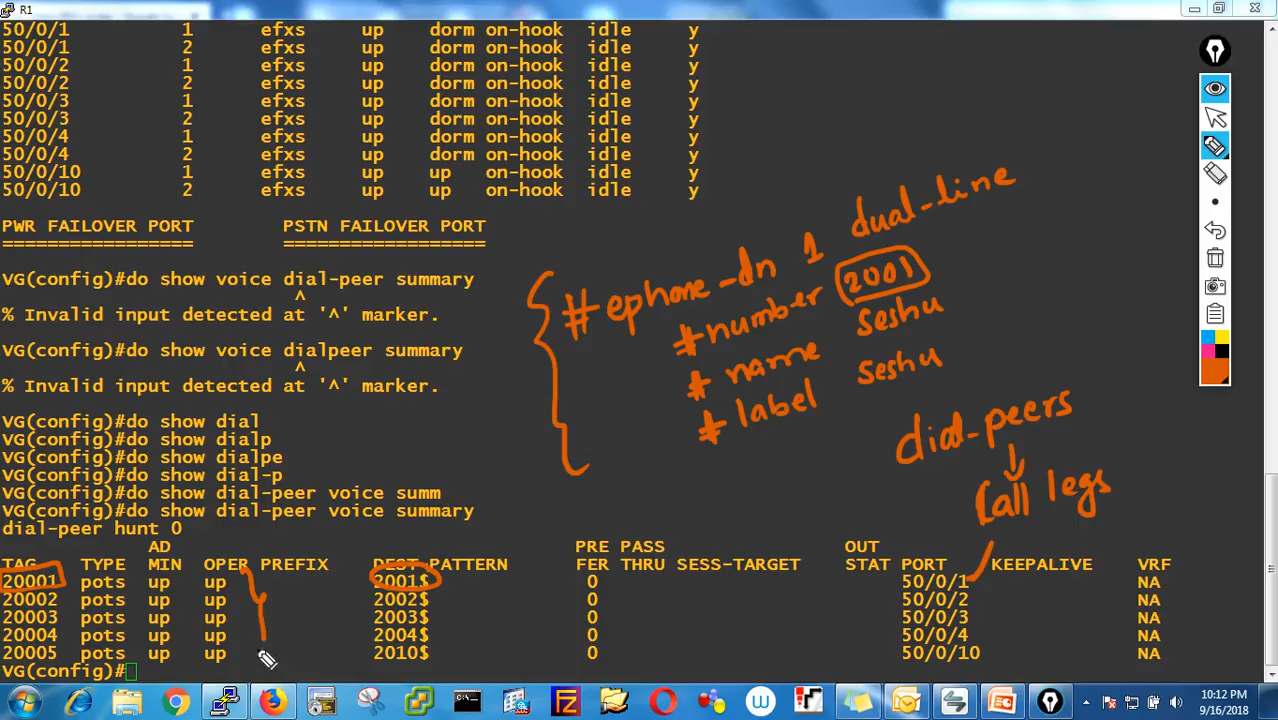 R1
50/0/1 1 efxs up dorm on-hook idle y
50/0/1 2 efxs up dorm on-hook idle y
50/0/2 1 efxs up dorm on-hook idle y
50/0/2 2 efxs up dorm on-hook idle y
50/0/3 1 efxs up dorm on-hook idle y
50/0/3 2 efxs up dorm on-hook idle y
50/0/4 1 efxs up dorm on-hook idle y
50/0/4 2 efxs up dorm on-hook idle y
50/0/10 1 efxs up up on-hook idle y
50/0/10 2 efxs up up on-hook idle y
PWR FAILOVER PORT PSTN FAILOVER PORT
================= ==================
VG(config)#do show voice dial-peer summary
^
% Invalid input detected at '^' marker.
VG(config)#do show voice dialpeer summary
^
% Invalid input detected at '^' marker.
VG(config)#do show dial
VG(config)#do show dialp
VG(config)#do show dialpe
VG(config)#do show dial-p
VG(config)#do show dial-peer voice summ
VG(config)#do show dial-peer voice summary
dial-peer hunt 0
AD PRE PASS OUT
TAG TYPE MIN OPER PREFIX DEST PATTERN FER THRU SESS-TARGET STAT PORT KEEPALIVE VRF
20001 pots up up 2001$ 0 50/0/1 NA
20002 pots up up 2002$ 0 50/0/2 NA
20003 pots up up 2003$ 0 50/0/3 NA
20004 pots up up 2004$ 0 50/0/4 NA
20005 pots up up 2010$ 0 50/0/10 NA
VG(config)#
# ephone-dn 1 dual-line
# number 2001
# name seshu
# label seshu
dial-peers
Call legs
10:12 PM
9/16/2018